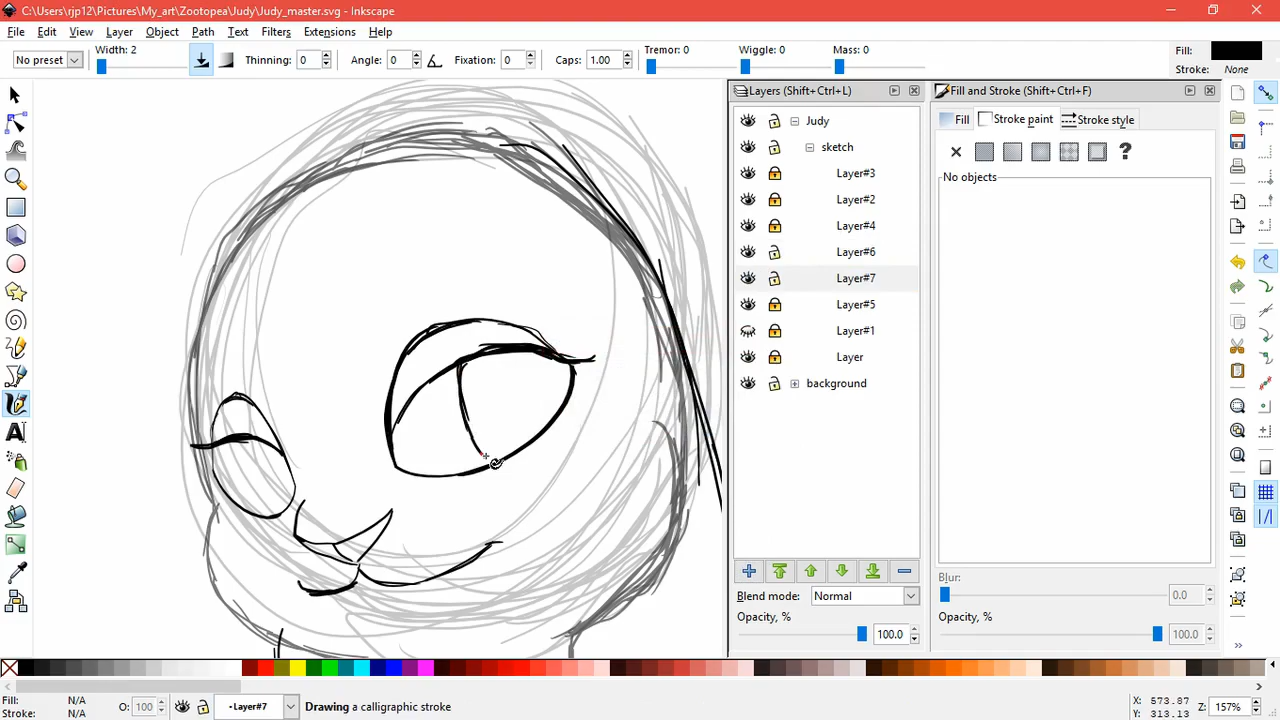 C:\Users\rjp12\Pictures\My_art\Zootopea\Judy\Judy_master.svg - Inkscape
File Edit View Layer Object Path Text Filters Extensions Help
No preset Width: 2 Thinning: 0 Angle: 0 Fixation: 0 Caps: 1.00 Tremor: 0 Wiggle: 0 Mass: 0 Fill:
Stroke: None
Layers (Shift+Ctrl+L) Fill and Stroke (Shift+Ctrl+F)
Judy Fill Stroke paint Stroke style
sketch ?
Layer#3 No objects
Layer#2
Layer#4
Layer#6
Layer#7
Layer#5
Layer#1
Layer
background
Blur:
Blend mode: Normal 0.0
Opacity, % Opacity, %
100.0 100.0
Fill: N/A O: 100 -Layer#7 Drawing a calligraphic stroke X: 573.87 Z: 157%
Stroke: N/A Y: 313.13